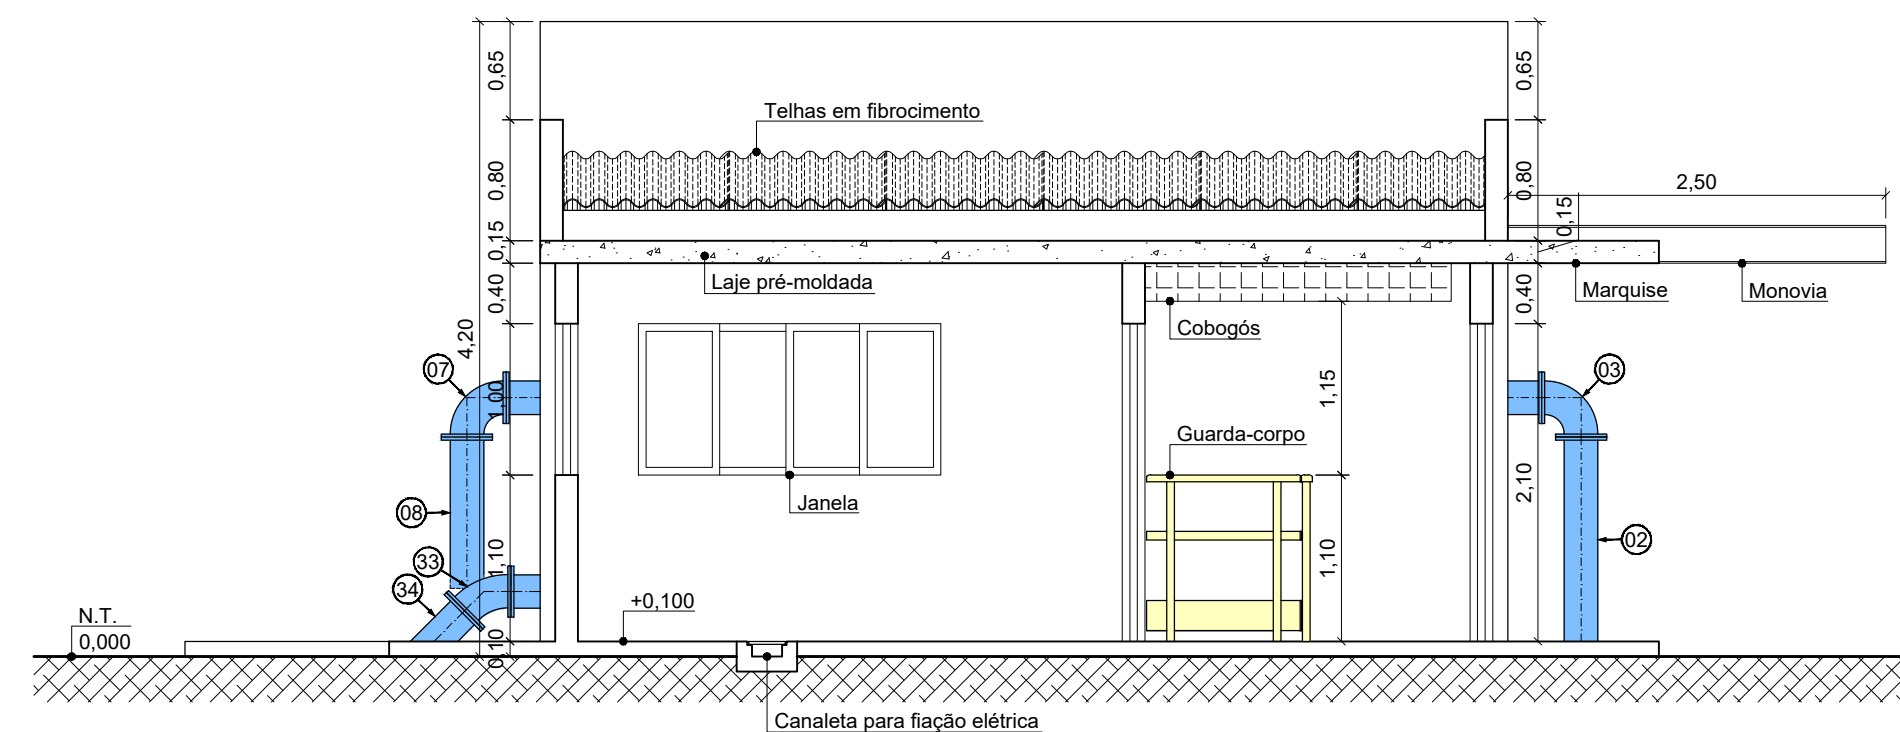 0,65
0,65
Telhas em fibrocimento
0,80
0,80
2,50
0,15
0,15
Laje pré-moldada
Marquise
Monovia
0,40
0,40
Cobogós
4,20
07
03
1,00
1,15
Guarda-corpo
Janela
2,10
08
02
1,10
1,10
33
34
+0,100
N.T.
0,000
0,10
Canaleta para fiação elétrica